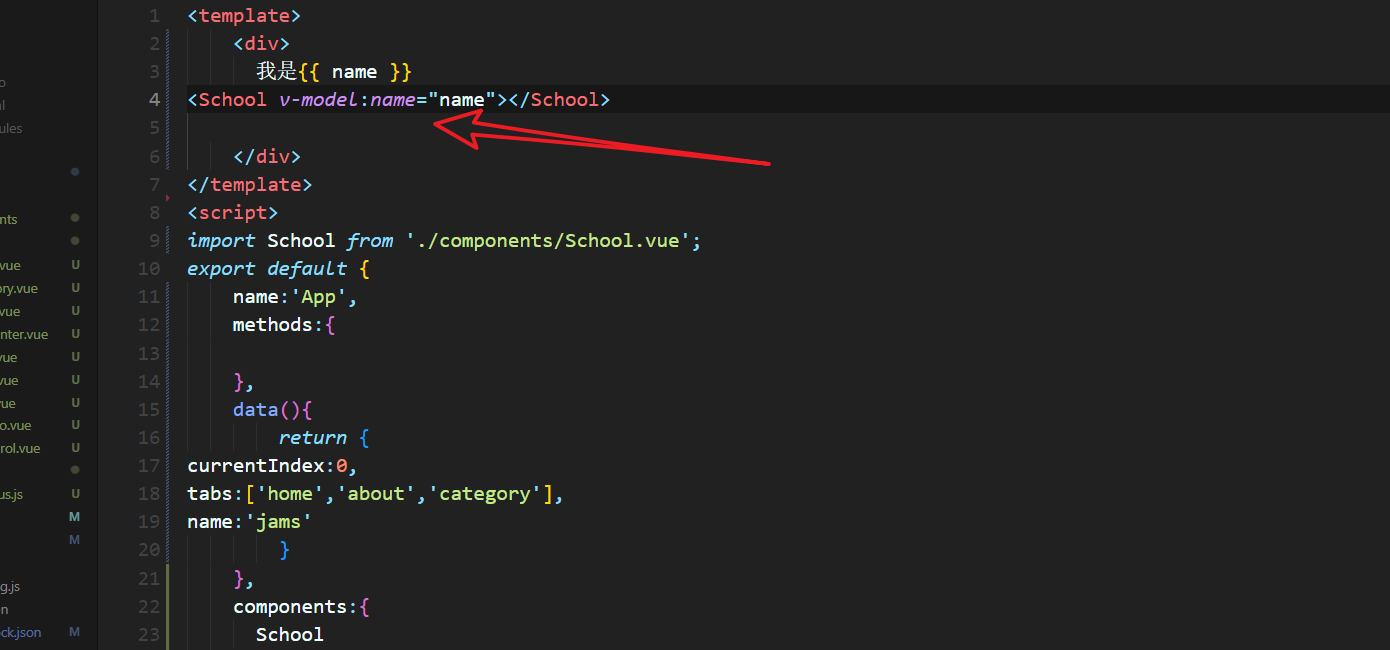 1 <template>
2 <div>
3 我是{{ name }}
4 <School v-model:name="name"></School>
5
6 </div>
7 </template>
8 <script>
9 import School from './components/School.vue';
10 export default {
11 name:'App',
12 methods:{
13
14 },
15 data(){
16 return {
17 currentIndex:0,
18 tabs:['home','about','category'],
19 name:'jams'
20 }
21 },
22 components:{
23 School
ules
nts
vue U
ory.vue U
vue U
nter.vue U
vue U
vue U
vue U
o.vue U
rol.vue U
us.js U
M
M
g.js
n
ck.json M